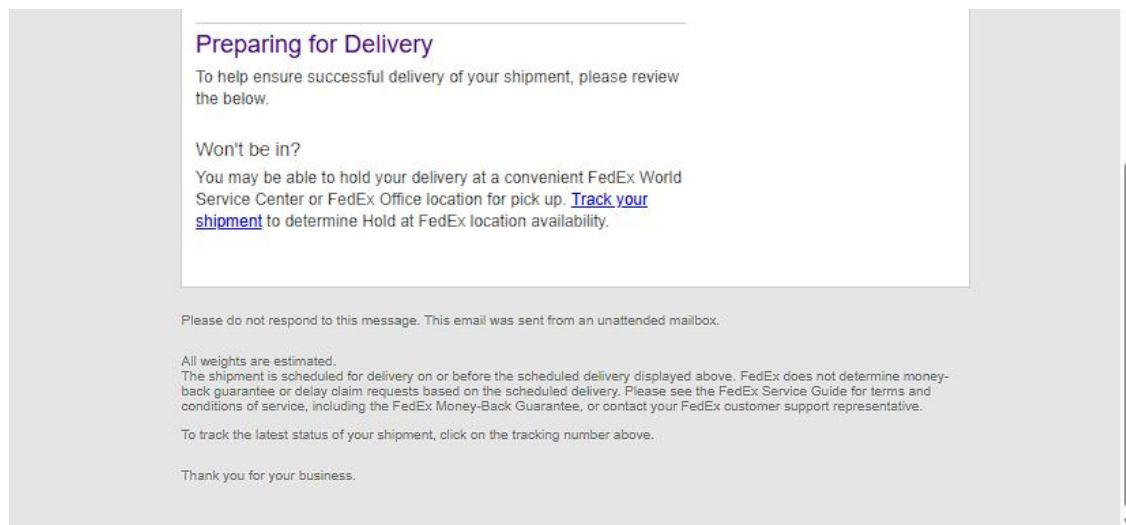 Preparing for Delivery
To help ensure successful delivery of your shipment, please review
the below.
Won't be in?
You may be able to hold your delivery at a convenient FedEx World
Service Center or FedEx Office location for pick up. Track your
shipment to determine Hold at FedEx location availability.
Please do not respond to this message. This email was sent from an unattended mailbox.
All weights are estimated.
The shipment is scheduled for delivery on or before the scheduled delivery displayed above. FedEx does not determine money-
back guarantee or delay claim requests based on the scheduled delivery. Please see the FedEx Service Guide for terms and
conditions of service, including the FedEx Money-Back Guarantee, or contact your FedEx customer support representative.
To track the latest status of your shipment, click on the tracking number above.
Thank you for your business.